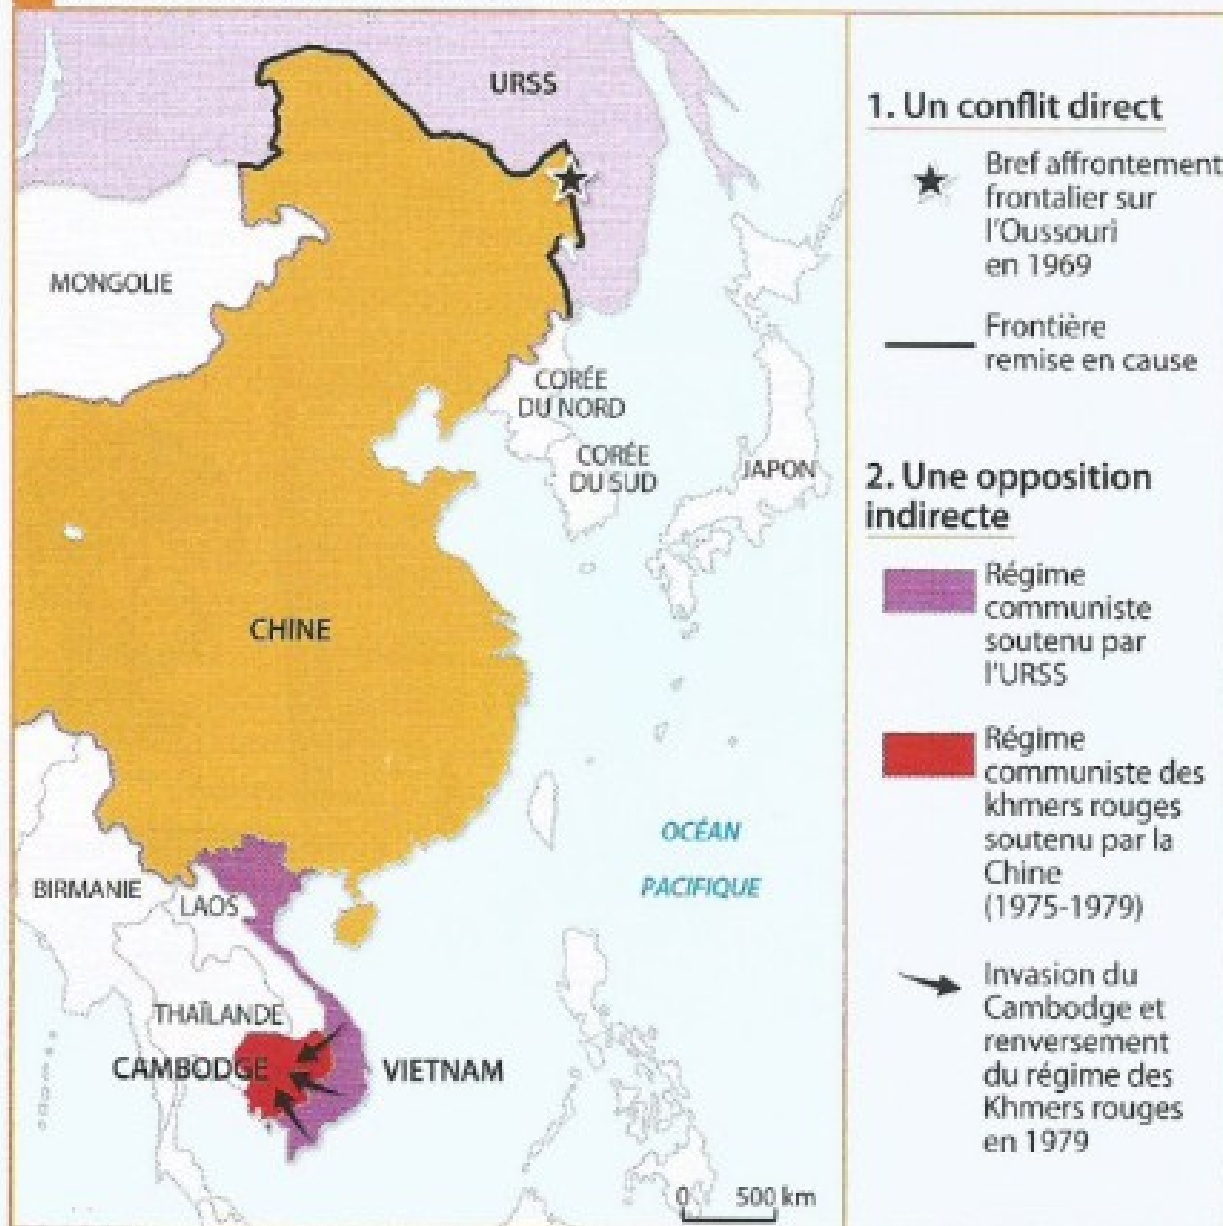 URSS
MONGOLIE
CORÉE
DU NORD
CORÉE
DU SUD
JAPON
CHINE
OCÉAN
PACIFIQUE
BIRMANIE
LAOS
THAÏLANDE
CAMBODGE
VIETNAM
0 500 km
1. Un conflit direct
Bref affrontement
frontalier sur
l'Oussouri
en 1969
Frontière
remise en cause
2. Une opposition
indirecte
Régime
communiste
soutenu par
l'URSS
Régime
communiste des
khmers rouges
soutenu par la
Chine
(1975-1979)
Invasion du
Cambodge et
renversement
du régime des
Khmers rouges
en 1979